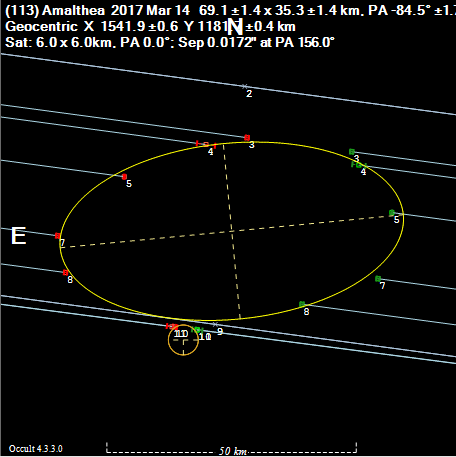 (113) Amalthea 2017 Mar 14 69.1 ±1.4 x 35.3 ±1.4 km, PA -84.5° ±1.7
Geocentric X 1541.9 ±0.6 Y 1181 ±0.4 km
N
Sat: 6.0 x 6.0km, PA 0.0°; Sep 0.0172" at PA 156.0°
2
3
4
3
4
5
5
E
7
8
7
8
9
10
10
Occult 4.3.3.0
50 km